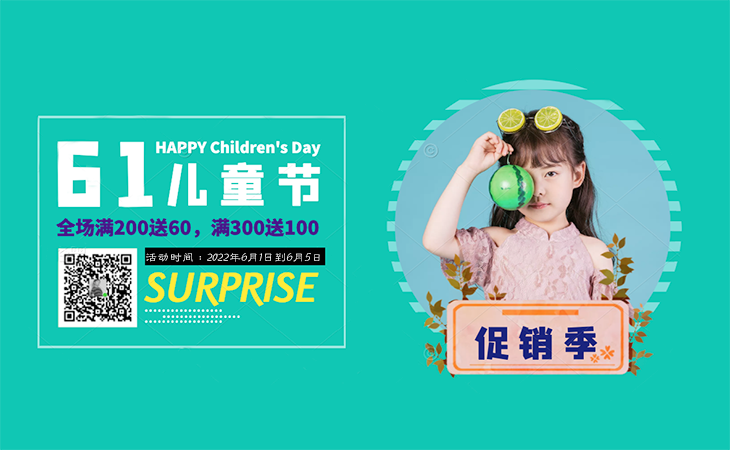 61儿童节
HAPPY Children's Day
全场满200送60，满300送100
活动时间：2022年6月1日到6月5日
SURPRISE
促销季